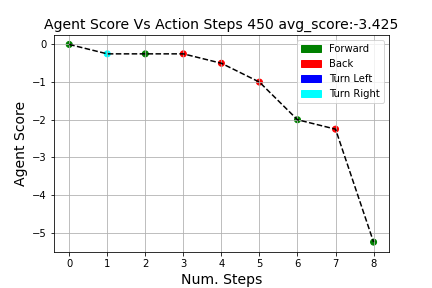 Agent Score Vs Action Steps 450 avg_score:-3.425
Forward
Back
Turn Left
Turn Right
0
−1
−2
−3
−4
−5
Agent Score
0 1 2 3 4 5 6 7 8
Num. Steps